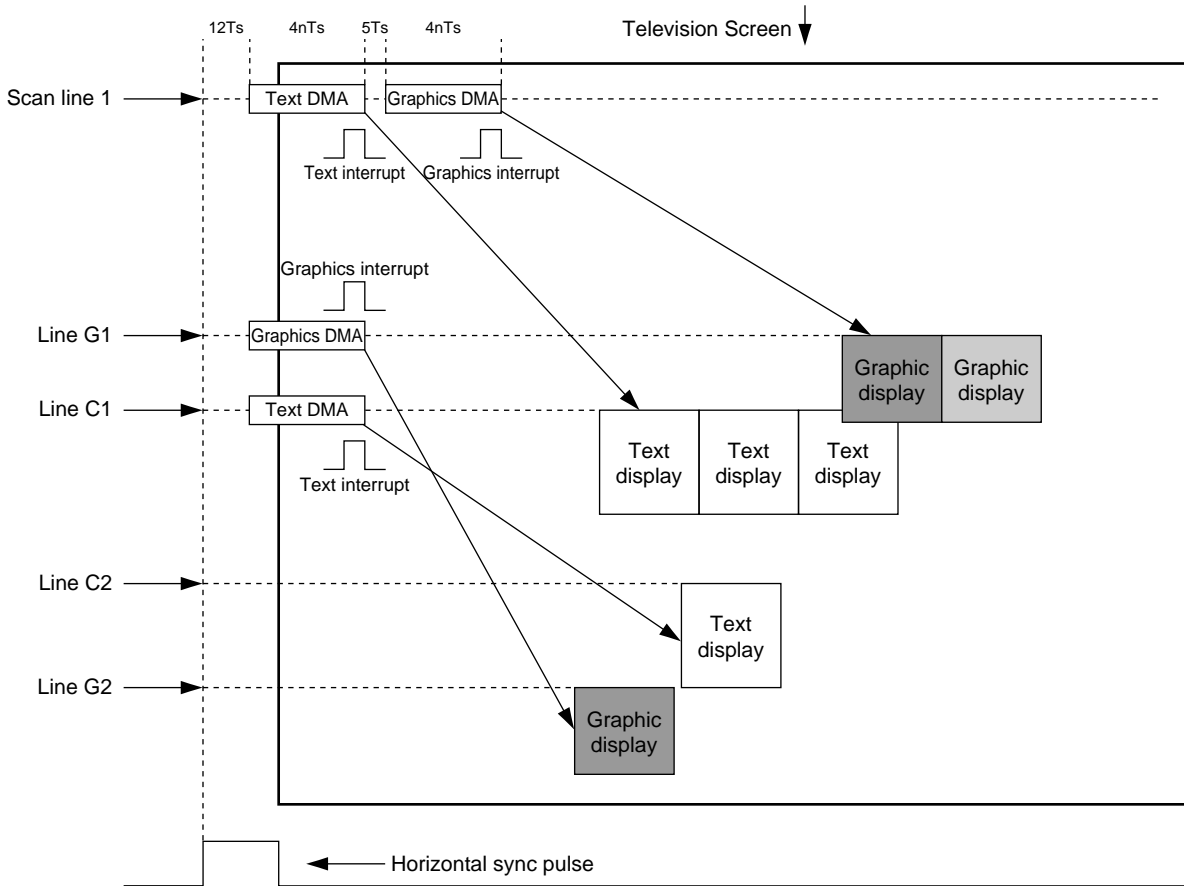 12Ts 4nTs 5Ts 4nTs
Television Screen
Scan line 1
Text DMA
Graphics DMA
Text interrupt
Graphics interrupt
Graphics interrupt
Line G1
Graphics DMA
Graphic
display
Graphic
display
Line C1
Text DMA
Text
display
Text
display
Text
display
Text interrupt
Line C2
Text
display
Line G2
Graphic
display
Horizontal sync pulse